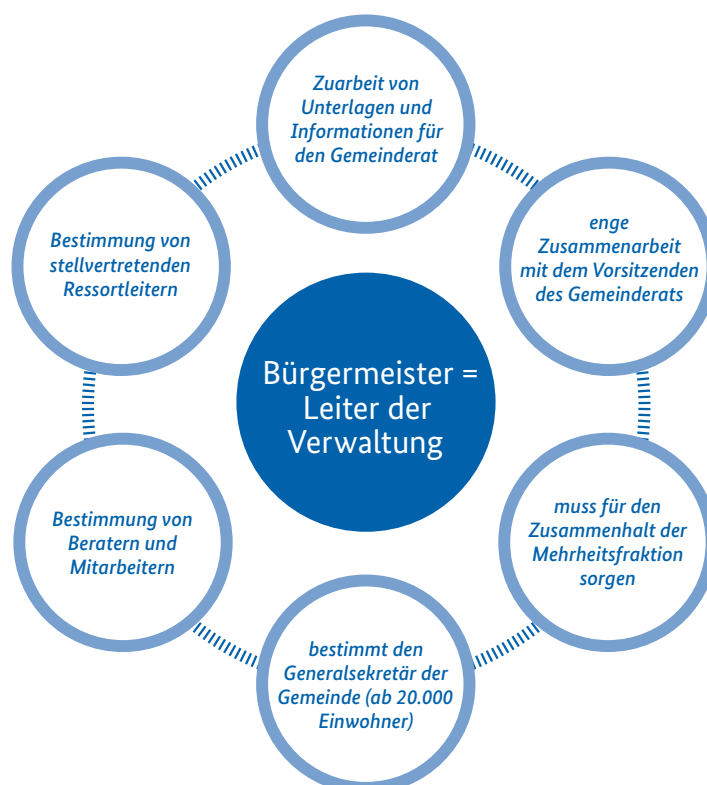 Zuarbeit von
Unterlagen und
Informationen für
den Gemeinderat
enge
Zusammenarbeit
mit dem Vorsitzenden
des Gemeinderats
Bestimmung von
stellvertretenden
Ressortleitern
Bürgermeister =
Leiter der
Verwaltung
muss für den
Zusammenhalt der
Mehrheitsfraktion
sorgen
Bestimmung von
Beratern und
Mitarbeitern
bestimmt den
Generalsekretär der
Gemeinde (ab 20.000
Einwohner)